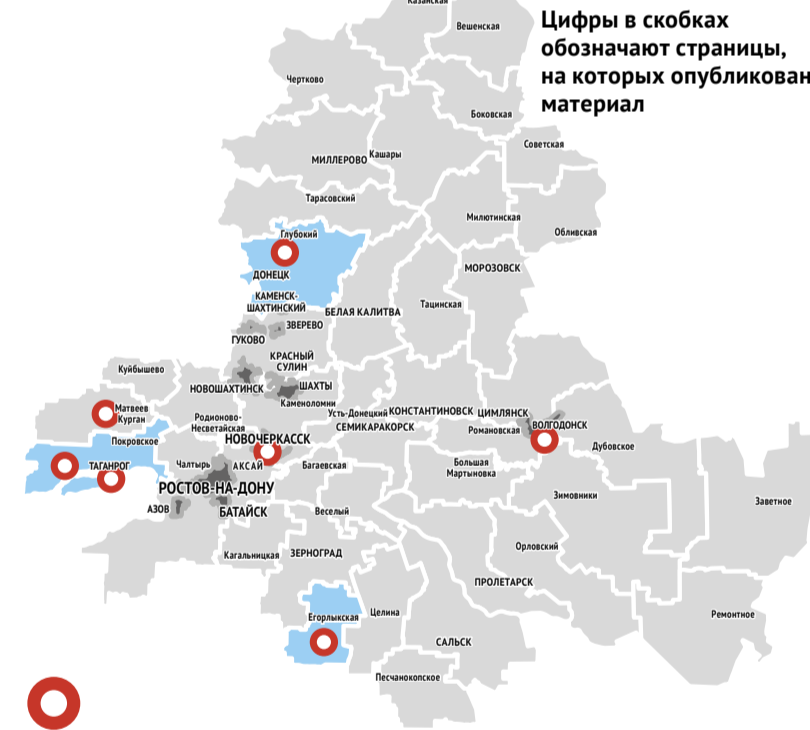 Казанская
Вешенская
Цифры в скобках
обозначают страницы,
на которых опубликован
материал
Чертково
Боковская
Советская
МИЛЛЕРОВО
Кашары
Тарасовский
Милютинская
Обливская
Глубокий
МОРОЗОВСК
ДОНЕЦК
КАМЕНСК-
ШАХТИНСКИЙ
Тацинская
БЕЛАЯ КАЛИТВА
ЗВЕРЕВО
ГУКОВО
КРАСНЫЙ
СУЛИН
Куйбышево
НОВОШАХТИНСК
ШАХТЫ
Каменоломни
Матвеев
Курган
Родионово-
Несветайская
Усть-Донецкий
КОНСТАНТИНОВСК
ЦИМЛЯНСК
СЕМИКАРАКОРСК
Романовская
ВОЛГОДОНСК
Покровское
НОВОЧЕРКАССК
Дубовское
ТАГАНРОГ
Чалтырь
АКСАЙ
Багаевская
Большая
Мартыновка
РОСТОВ-НА-ДОНУ
Зимовники
Заветное
АЗОВ
БАТАЙСК
Веселый
Кагальницкая
ЗЕРНОГРАД
Орловский
ПРОЛЕТАРСК
Егорлыкская
Целина
Ремонтное
САЛЬСК
Песчанокопское